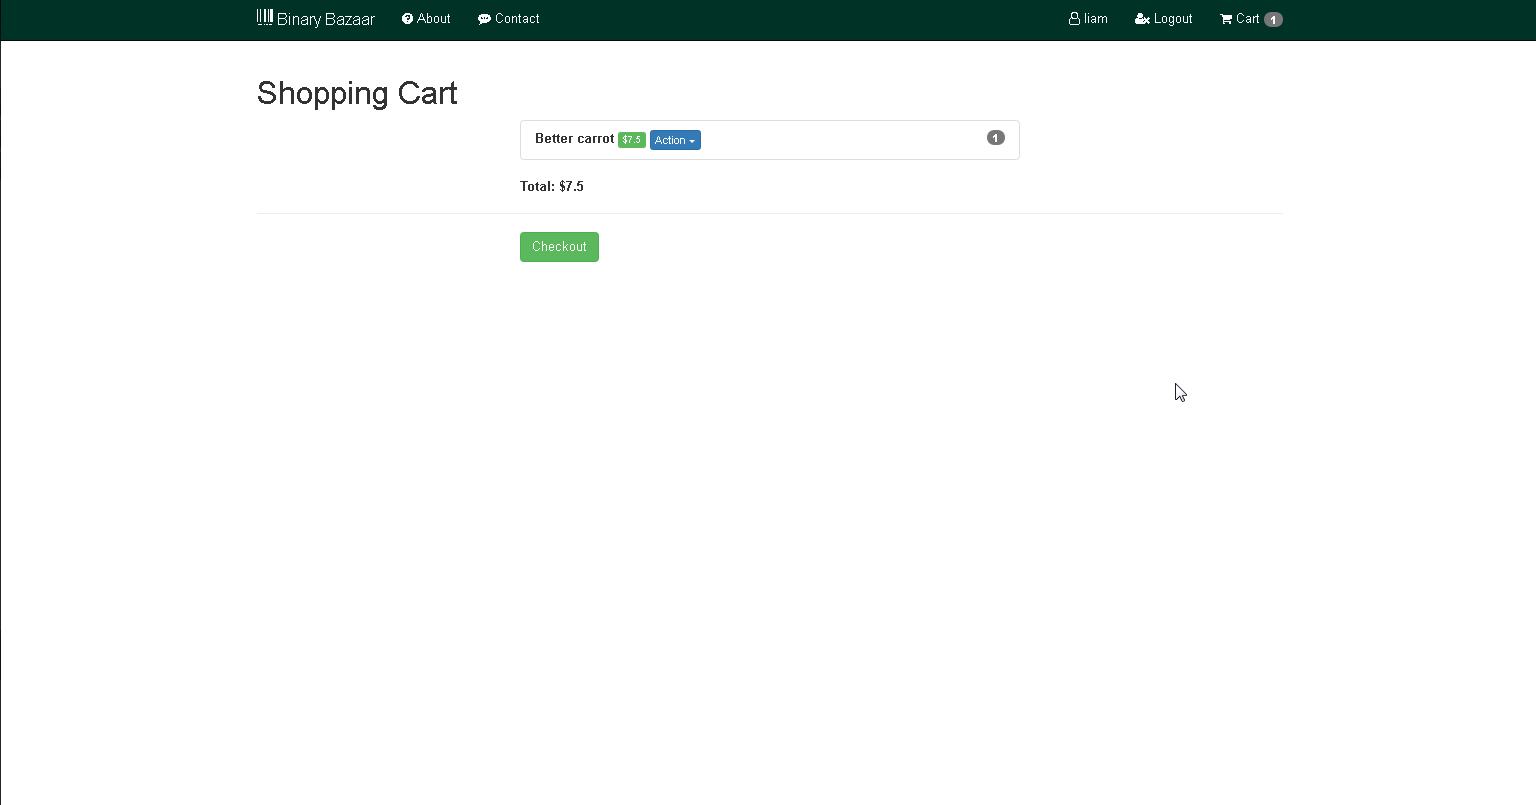 Binary Bazaar About Contact liam Logout Cart 1
Shopping Cart
Better carrot $7.5 Action 1
Total: $7.5
Checkout